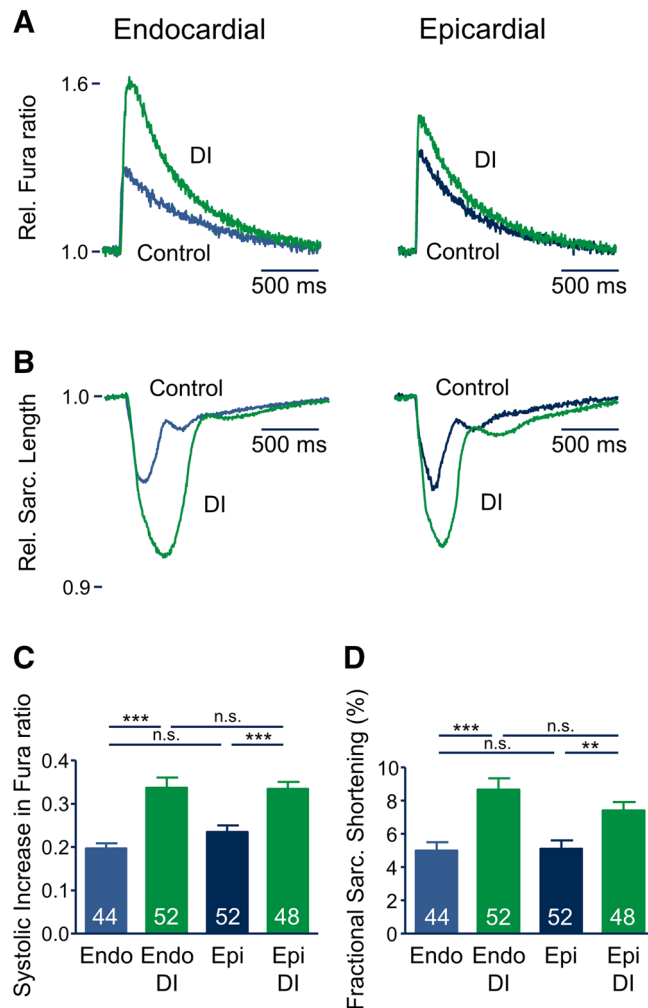 A
Endocardial
Epicardial
Rel. Fura ratio
1.6
1.0
DI
Control
500 ms
DI
Control
500 ms
B
Rel. Sarc. Length
1.0
0.9
Control
500 ms
DI
Control
500 ms
DI
C
Systolic Increase in Fura ratio
***
n.s.
n.s.
***
0.4
0.3
0.2
0.1
0.0
44
52
52
48
Endo
Endo DI
Epi
Epi DI
D
Fractional Sarc. Shortening (%)
***
n.s.
n.s.
**
10
8
6
4
2
0
44
52
52
48
Endo
Endo DI
Epi
Epi DI